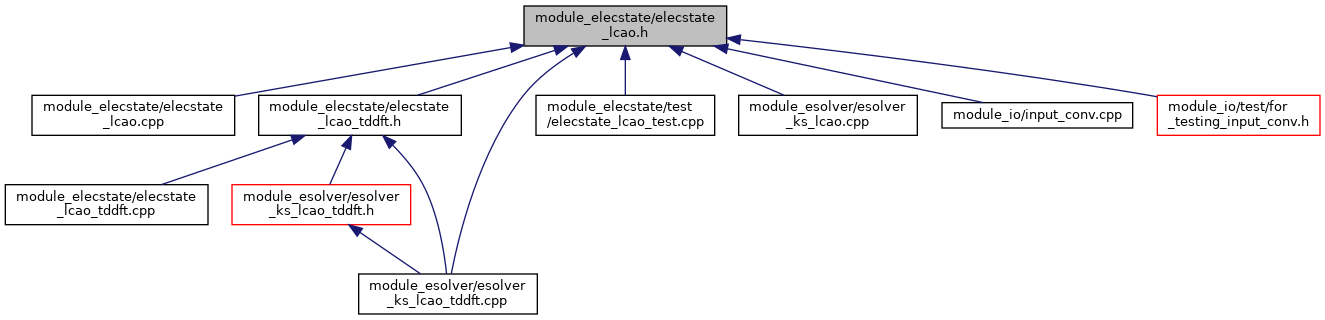 module_elecstate/elecstate
_lcao.h
module_elecstate/elecstate
_lcao.cpp
module_elecstate/elecstate
_lcao_tddft.h
module_elecstate/test
/elecstate_lcao_test.cpp
module_esolver/esolver
_ks_lcao.cpp
module_io/input_conv.cpp
module_io/test/for
_testing_input_conv.h
module_elecstate/elecstate
_lcao_tddft.cpp
module_esolver/esolver
_ks_lcao_tddft.h
module_esolver/esolver
_ks_lcao_tddft.cpp